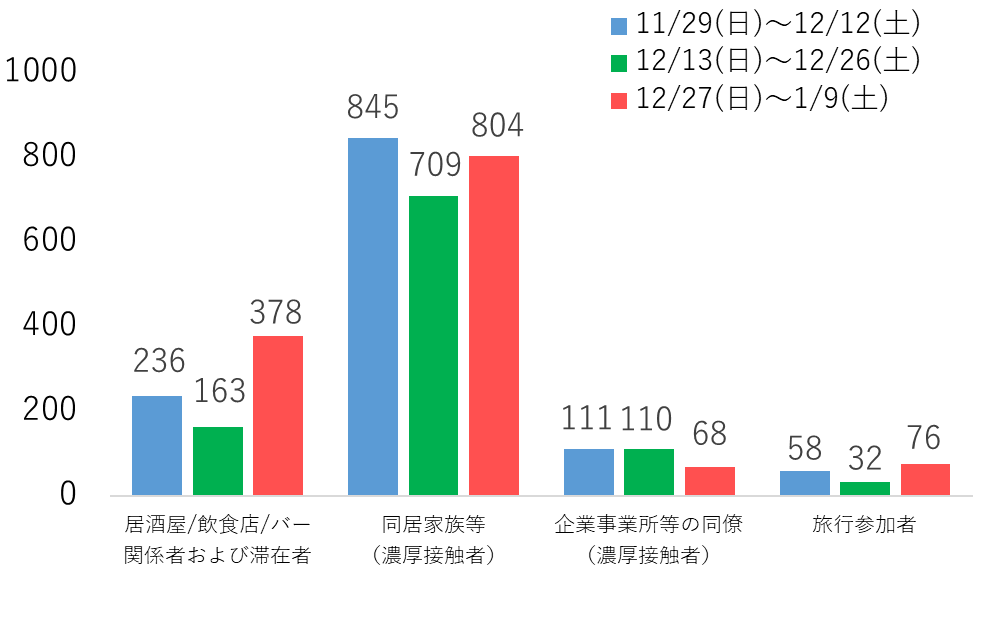 11/29(日)～12/12(土)
12/13(日)～12/26(土)
12/27(日)～1/9(土)
1000
800
600
400
200
0
236
163
378
845
709
804
111
110
68
58
32
76
居酒屋/飲食店/バー
関係者および滞在者
同居家族等
（濃厚接触者）
企業事業所等の同僚
（濃厚接触者）
旅行参加者